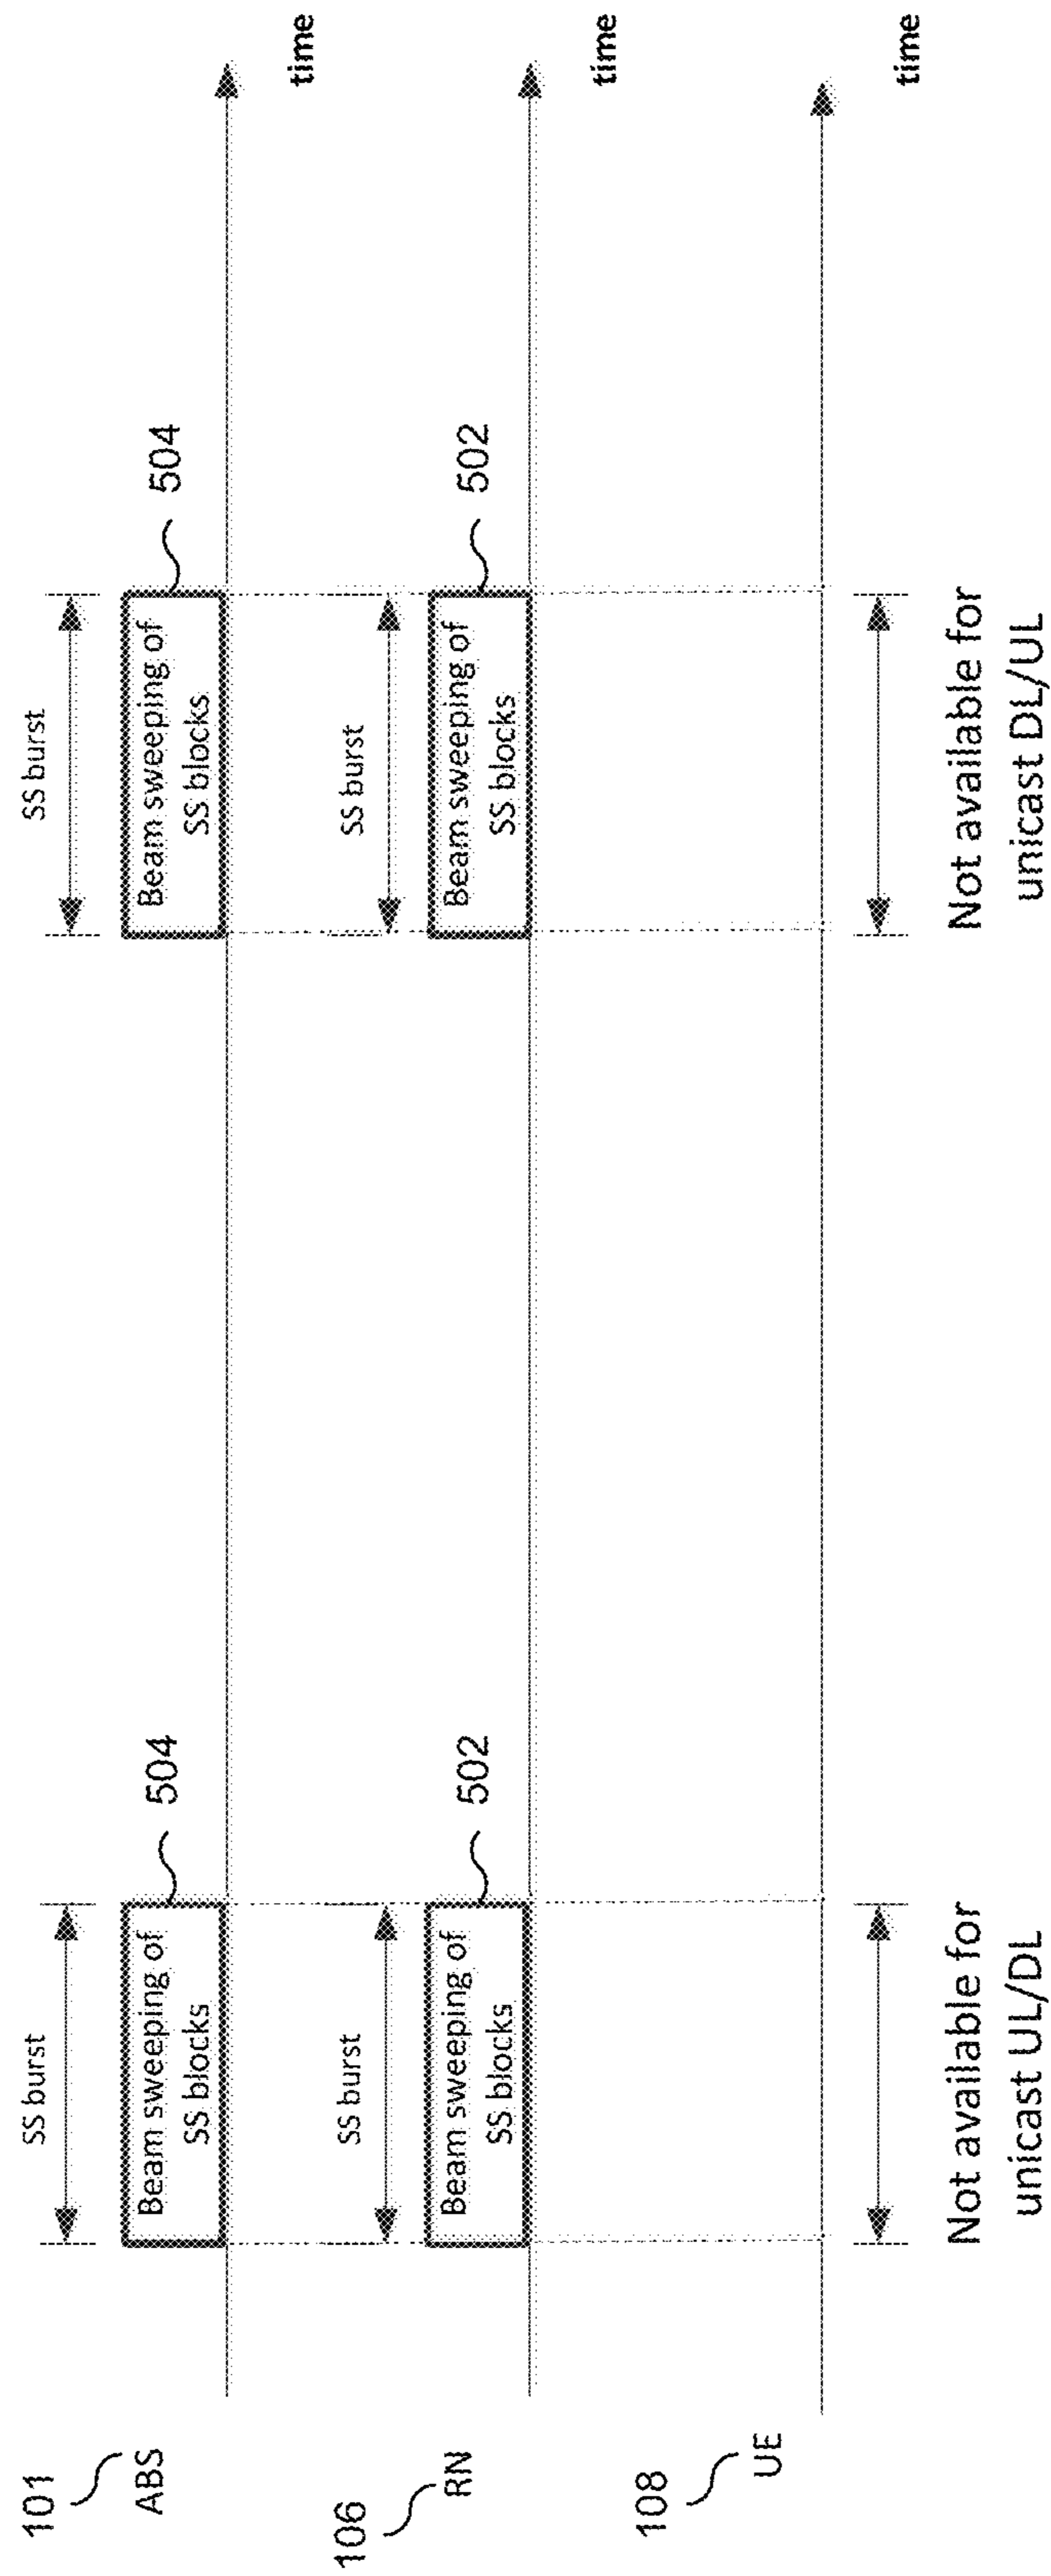 101
ABS
SS burst
Beam sweeping of
SS blocks
504
SS burst
Beam sweeping of
SS blocks
504
time
106
RN
SS burst
Beam sweeping of
SS blocks
502
SS burst
Beam sweeping of
SS blocks
502
time
108
UE
time
Not available for
unicast UL/DL
Not available for
unicast DL/UL